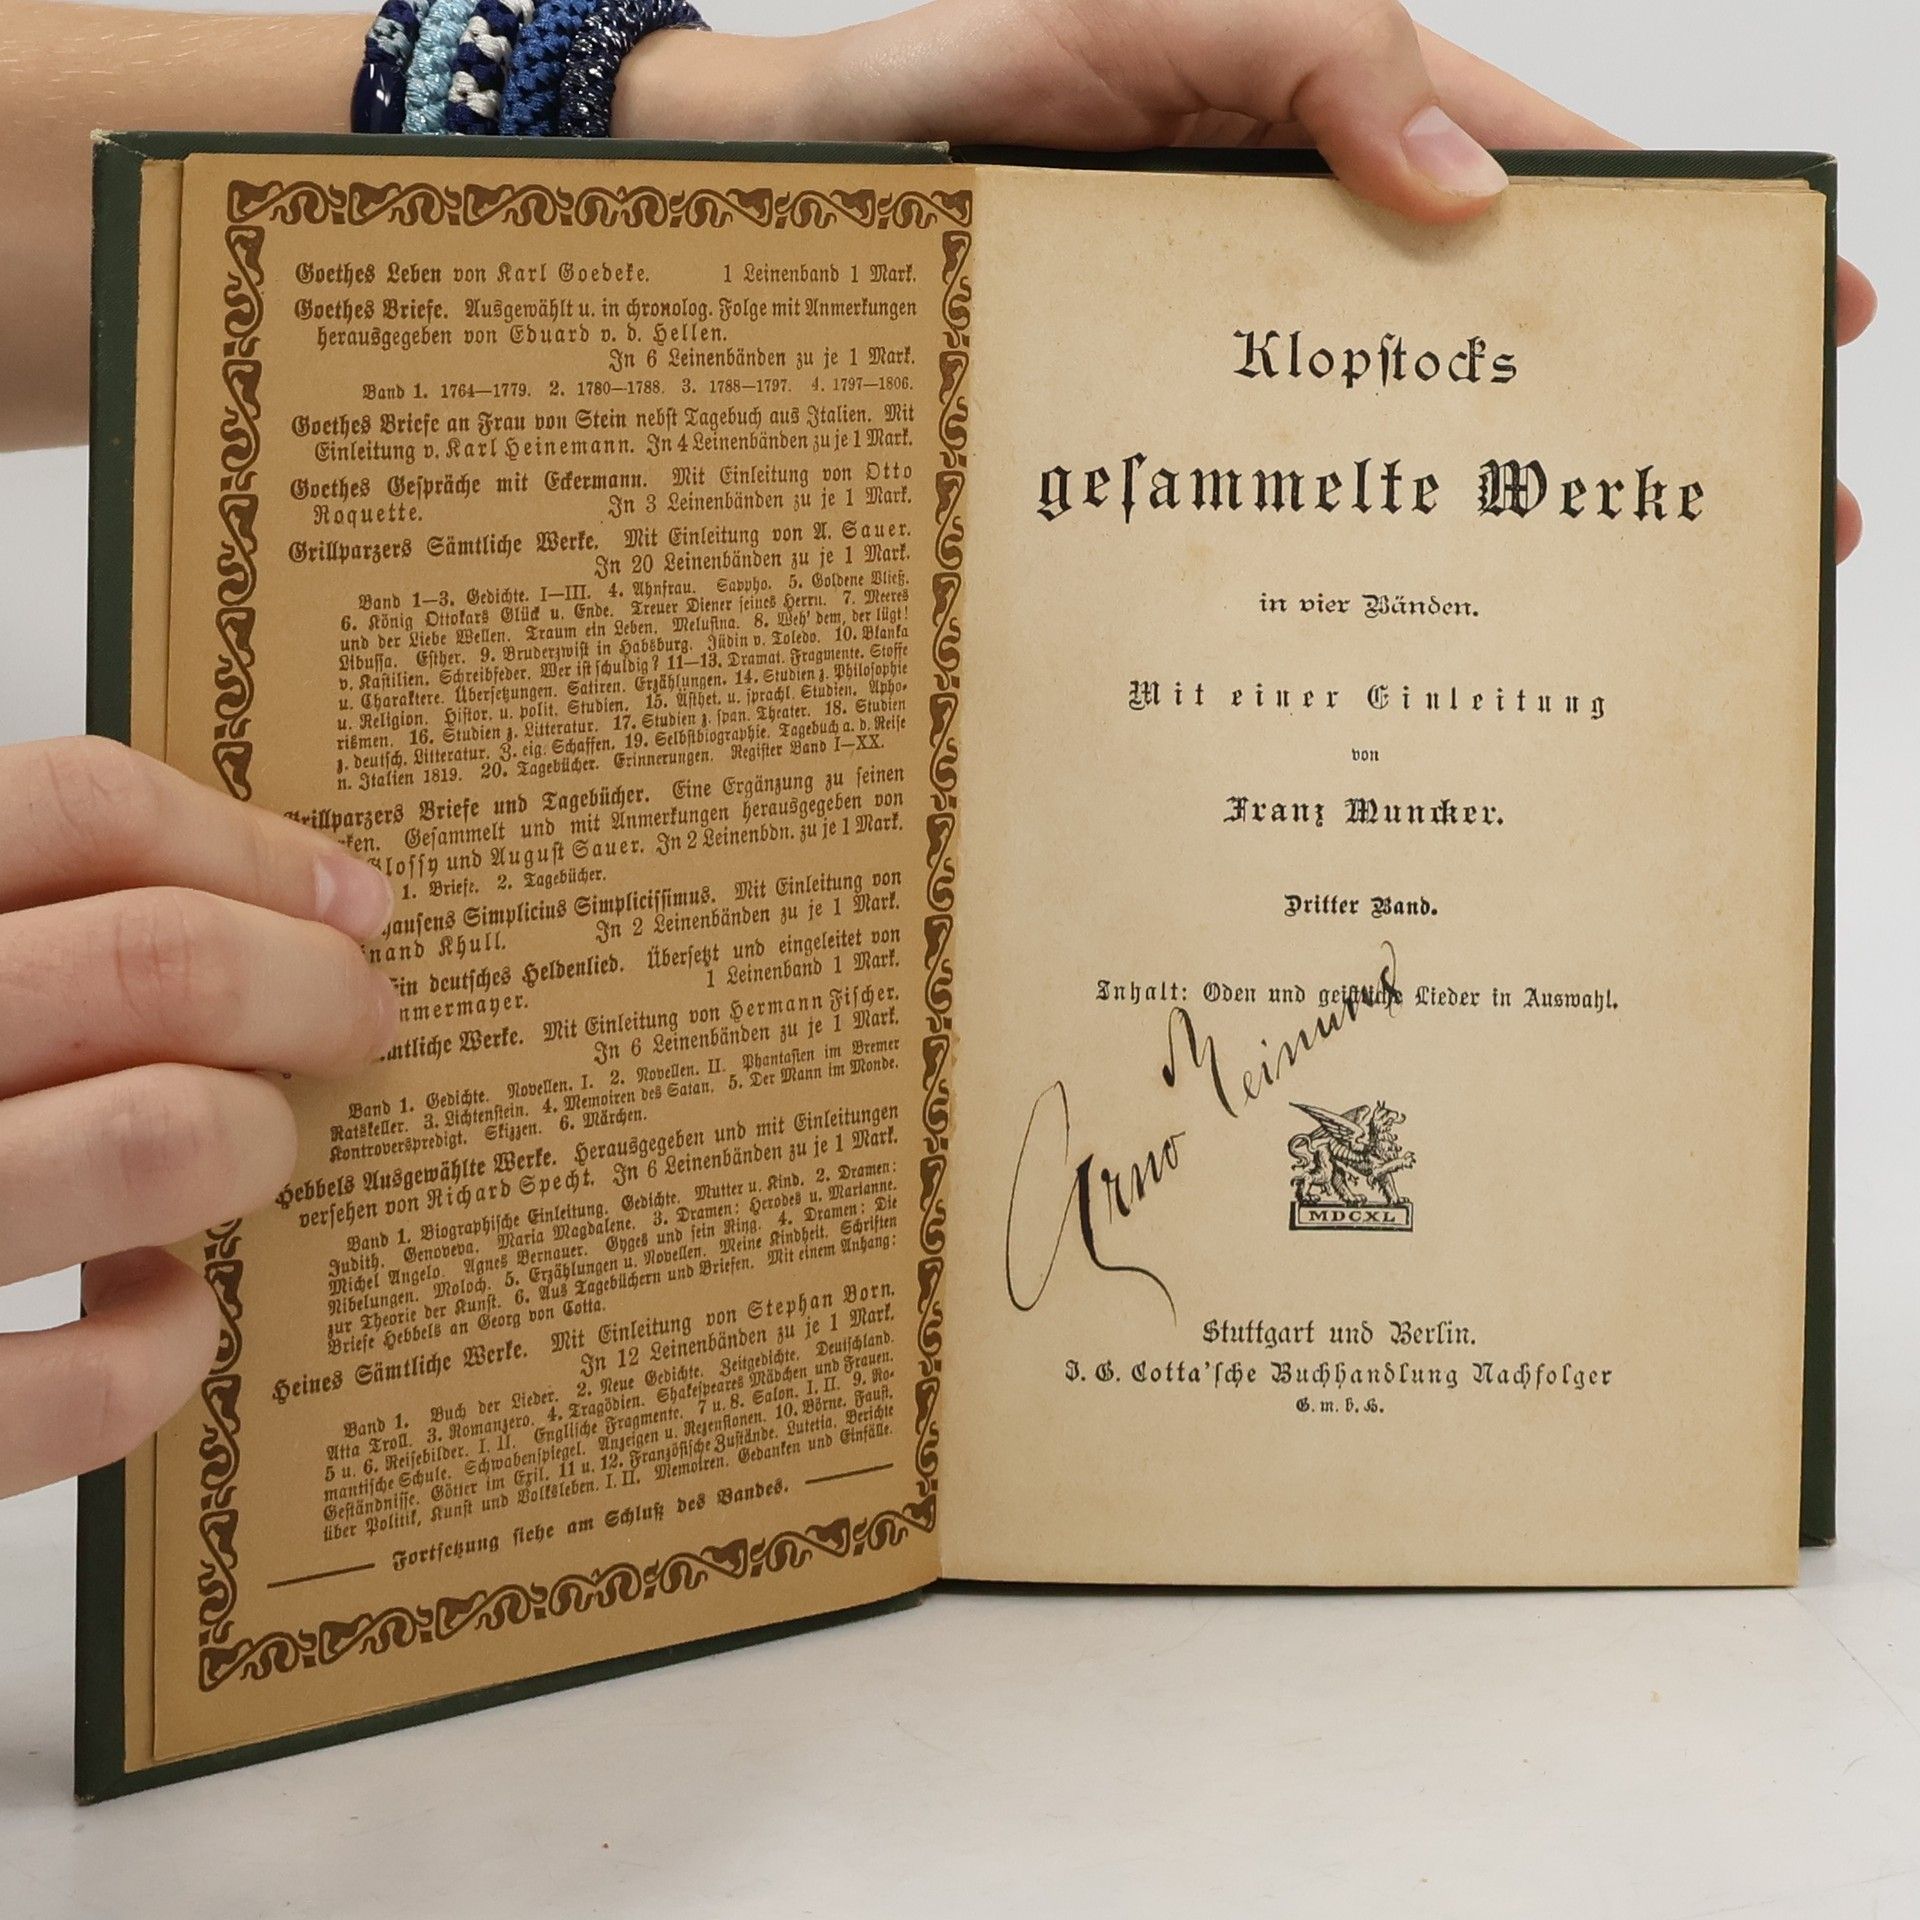 Goethes Leben von Karl Goedeke. 1 Leinenband 1 Mark.
Goethes Briefe. Ausgewählt u. in chronolog. Folge mit Anmerkungen
herausgegeben von Eduard v. d. Hellen.
In 6 Leinenbänden zu je 1 Mark.
Band 1. 1764—1779. 2. 1780—1788. 3. 1788—1797. 4. 1797—1806.
Goethes Briefe an Frau von Stein nebſt Tagebuch aus Italien. Mit
Einleitung v. Karl Heinemann. In 4 Leinenbänden zu je 1 Mark.
Goethes Geſpräche mit Eckermann. Mit Einleitung von Otto
Roquette. In 3 Leinenbänden zu je 1 Mark.
Grillparzers Sämtliche Werke. Mit Einleitung von A. Sauer.
In 20 Leinenbänden zu je 1 Mark.
Band 1—3. Gedichte. I—III. 4. Ahnfrau. Sappho. 5. Goldene Vließ.
6. König Ottokars Glück u. Ende. Treuer Diener ſeines Herrn. 7. Meeres
und der Liebe Wellen. Traum ein Leben. Meluſina. 8. Weh' dem, der lügt!
Libuſſa. Eſther. 9. Bruderzwiſt in Habsburg. Jüdin v. Toledo. 10. Blanka
v. Kaſtilien. Schreibfeder. Wer iſt ſchuldig? 11—13. Dramat. Fragmente. Stoffe
u. Charaktere. Überſetzungen. Satiren. Erzählungen. 14. Studien z. Philoſophie
u. Religion. Hiſtor. u. polit. Studien. 15. Äſthet. u. ſprachl. Studien. Apho-
rismen. 16. Studien z. Litteratur. 17. Studien z. ſpan. Theater. 18. Studien
z. deutſch. Litteratur. Z. eig. Schaffen. 19. Selbſtbiographie. Tagebuch a. d. Reiſe
n. Italien 1819. 20. Tagebücher. Erinnerungen. Regiſter Band I—XX.
Grillparzers Briefe und Tagebücher. Eine Ergänzung zu ſeinen
rken. Geſammelt und mit Anmerkungen herausgegeben von
Gloſſy und Auguſt Sauer. In 2 Leinenbdn. zu je 1 Mark.
1. Briefe. 2. Tagebücher.
hauſens Simplicius Simpliciſſimus. Mit Einleitung von
inand Khull. In 2 Leinenbänden zu je 1 Mark.
Ein deutſches Heldenlied. Überſetzt und eingeleitet von
mmermayer. 1 Leinenband 1 Mark.
mtliche Werke. Mit Einleitung von Hermann Fiſcher.
In 6 Leinenbänden zu je 1 Mark.
Band 1. Gedichte. Novellen. I. 2. Novellen. II. Phantaſien im Bremer
Ratskeller. 3. Lichtenſtein. 4. Memoiren des Satan. 5. Der Mann im Monde.
Kontroverspredigt. Skizzen. 6. Märchen.
Hebbels Ausgewählte Werke. Herausgegeben und mit Einleitungen
verſehen von Richard Specht. In 6 Leinenbänden zu je 1 Mark.
Band 1. Biographiſche Einleitung. Gedichte. Mutter u. Kind. 2. Dramen:
Judith. Genoveva. Maria Magdalene. 3. Dramen: Herodes u. Marianne.
Michel Angelo. Agnes Bernauer. Gyges und ſein Ring. 4. Dramen: Die
Nibelungen. Moloch. 5. Erzählungen u. Novellen. Meine Kindheit. Schriften
zur Theorie der Kunſt. 6. Aus Tagebüchern und Briefen. Mit einem Anhang:
Briefe Hebbels an Georg von Cotta.
Heines Sämtliche Werke. Mit Einleitung von Stephan Born.
In 12 Leinenbänden zu je 1 Mark.
Band 1. Buch der Lieder. 2. Neue Gedichte. Zeitgedichte. Deutſchland.
Atta Troll. 3. Romanzero. 4. Tragödien. Shakeſpeares Mädchen und Frauen.
5 u. 6. Reiſebilder. I. II. Engliſche Fragmente. 7 u. 8. Salon. I. II. 9. Ro-
mantiſche Schule. Schwabenſpiegel. Anzeigen u. Rezenſionen. 10. Börne. Fauſt.
Geſtändniſſe. Götter im Exil. 11 u. 12. Franzöſiſche Zuſtände. Lutetia. Berichte
über Politik, Kunſt und Volksleben. I. II. Memoiren. Gedanken und Einfälle.
Fortſetzung ſiehe am Schluß des Bandes.
Klopſtocks
geſammelte Werke
in vier Bänden.
Mit einer Einleitung
von
Franz Muncker.
Dritter Band.
Inhalt: Oden und geiſtliche Lieder in Auswahl.
Arno
MDCXL
Stuttgart und Berlin.
J. G. Cotta'ſche Buchhandlung Nachfolger
G. m. b. H.